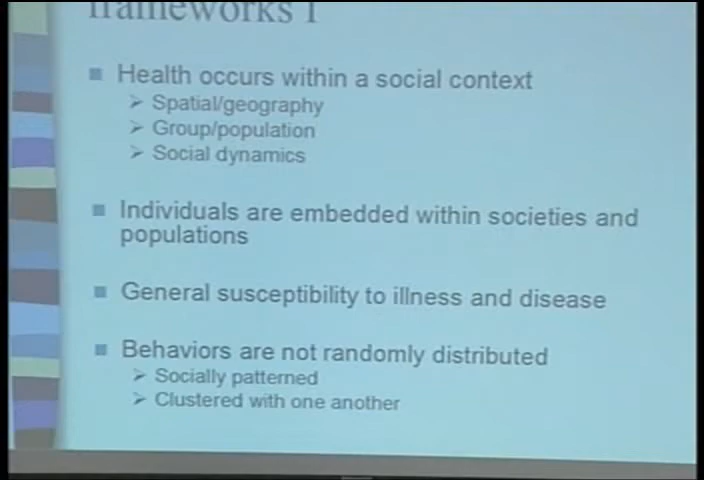 frameworks I
Health occurs within a social context
Spatial/geography
Group/population
Social dynamics
Individuals are embedded within societies and
populations
General susceptibility to illness and disease
Behaviors are not randomly distributed
Socially patterned
Clustered with one another